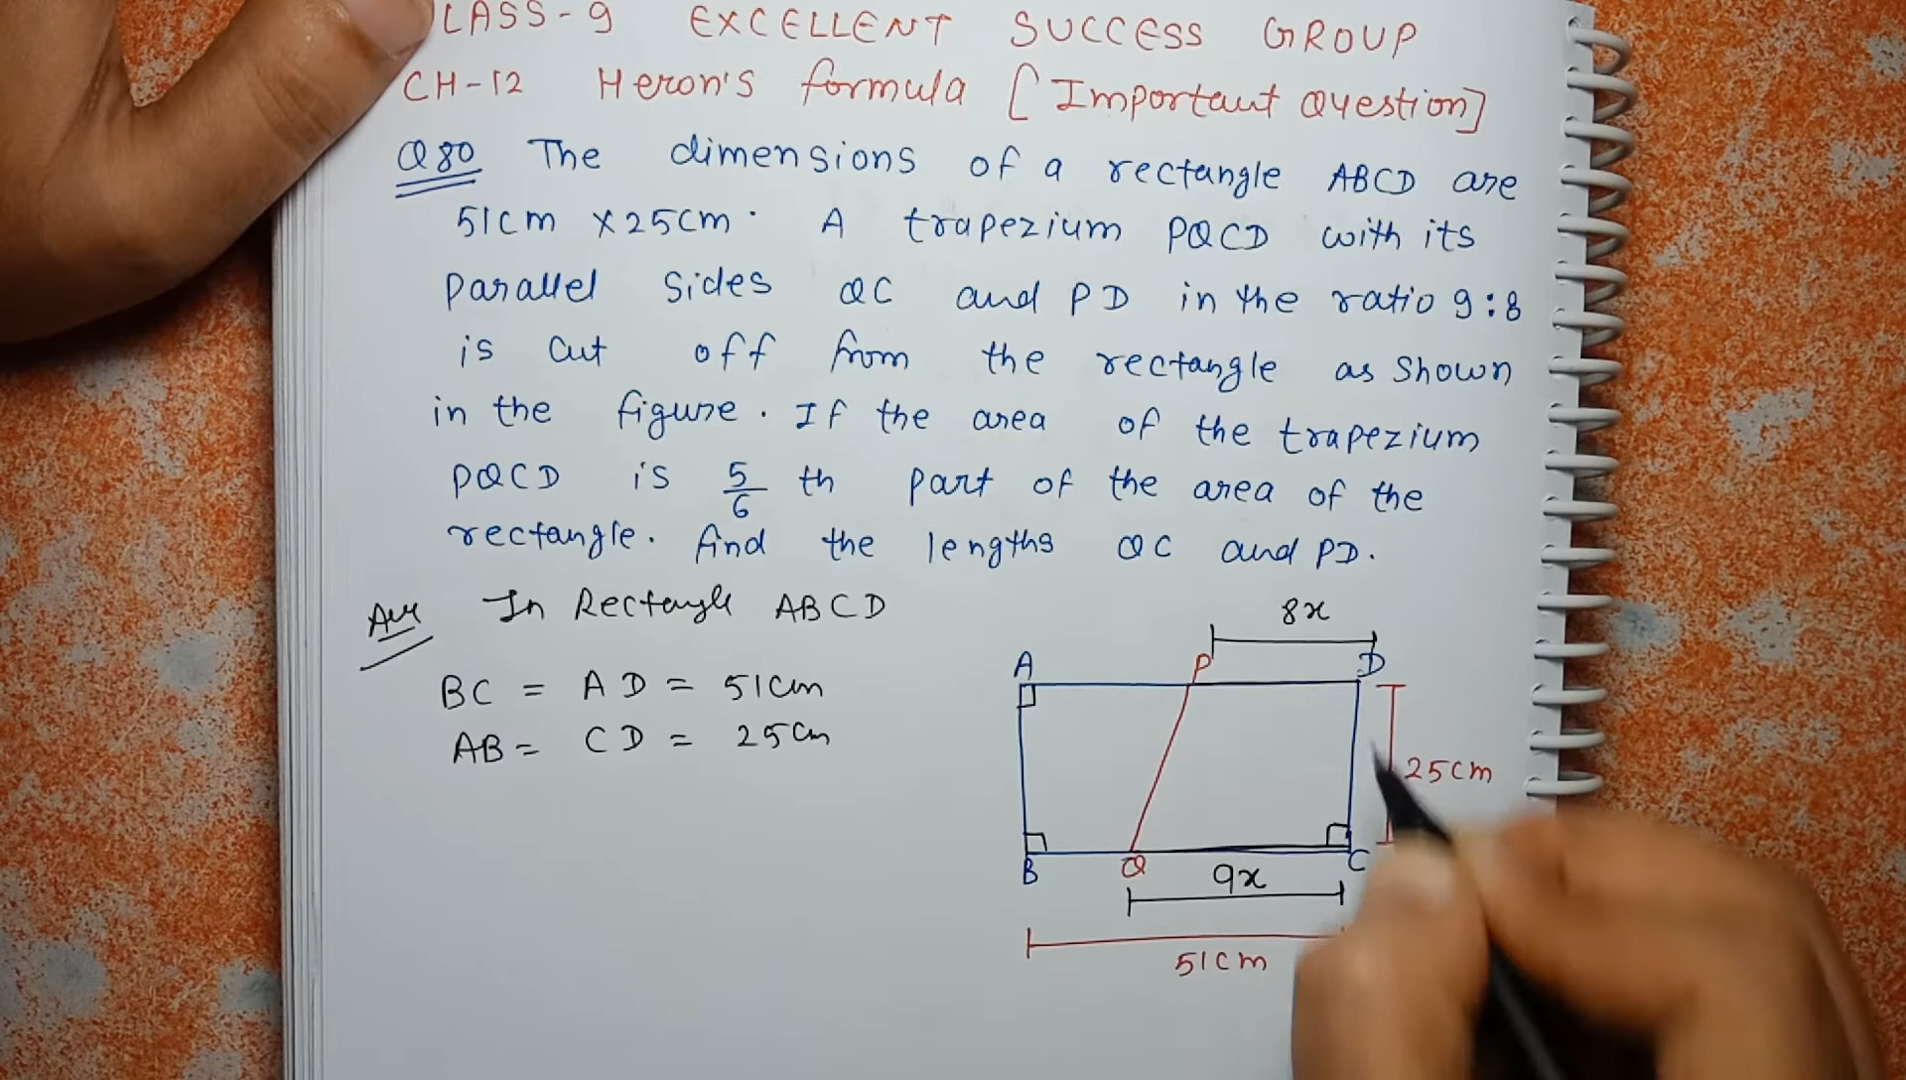 LASS-9 EXCELLENT SUCCESS GROUP
CH-12 Heron's formula [Important Question]
Q80 The dimensions of a rectangle ABCD are
51cm x 25cm. A trapezium PQCD with its
Parallel Sides QC and PD in the ratio 9:8
is Cut off from the rectangle as Shown
in the figure. If the area of the trapezium
PQCD is 5/6 th Part of the area of the
rectangle. find the lengths QC and PD.
Ans In Rectangle ABCD
BC = AD = 51cm
AB = CD = 25cm
8x
A P D
25cm
B Q C
9x
51cm